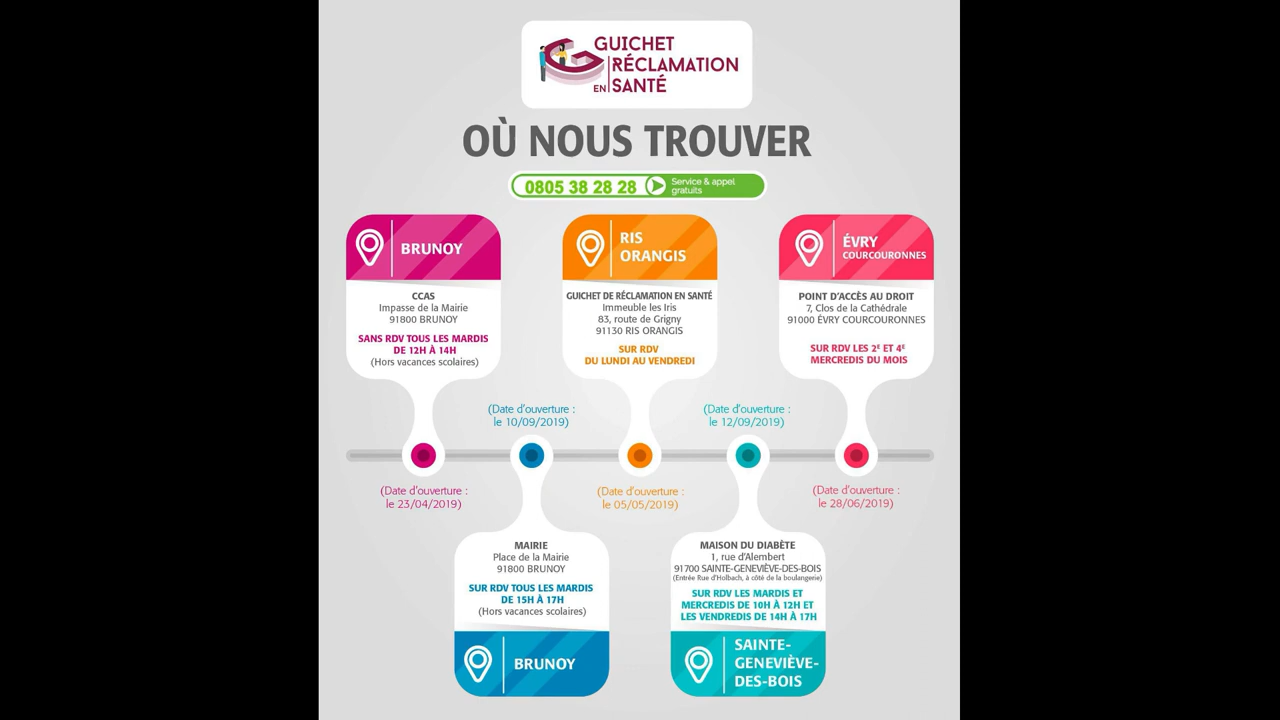 GUICHET
RÉCLAMATION
EN SANTÉ
OÙ NOUS TROUVER
0805 38 28 28
Service & appel
gratuits
BRUNOY
CCAS
Impasse de la Mairie
91800 BRUNOY
SANS RDV TOUS LES MARDIS
DE 12H À 14H
(Hors vacances scolaires)
RIS
ORANGIS
GUICHET DE RÉCLAMATION EN SANTÉ
Immeuble les Iris
83, route de Grigny
91130 RIS ORANGIS
SUR RDV
DU LUNDI AU VENDREDI
ÉVRY
COURCOURONNES
POINT D'ACCÈS AU DROIT
7, Clos de la Cathédrale
91000 ÉVRY COURCOURONNES
SUR RDV LES 2E ET 4E
MERCREDIS DU MOIS
(Date d'ouverture :
le 10/09/2019)
(Date d'ouverture :
le 12/09/2019)
(Date d'ouverture :
le 23/04/2019)
(Date d'ouverture :
le 05/05/2019)
(Date d'ouverture :
le 28/06/2019)
MAIRIE
Place de la Mairie
91800 BRUNOY
SUR RDV TOUS LES MARDIS
DE 15H À 17H
(Hors vacances scolaires)
BRUNOY
MAISON DU DIABÈTE
1, rue d'Alembert
91700 SAINTE-GENEVIÈVE-DES-BOIS
(Entrée Rue d'Holbach, à côté de la boulangerie)
SUR RDV LES MARDIS ET
MERCREDIS DE 10H À 12H ET
LES VENDREDIS DE 14H À 17H
SAINTE-
GENEVIÈVE-
DES-BOIS